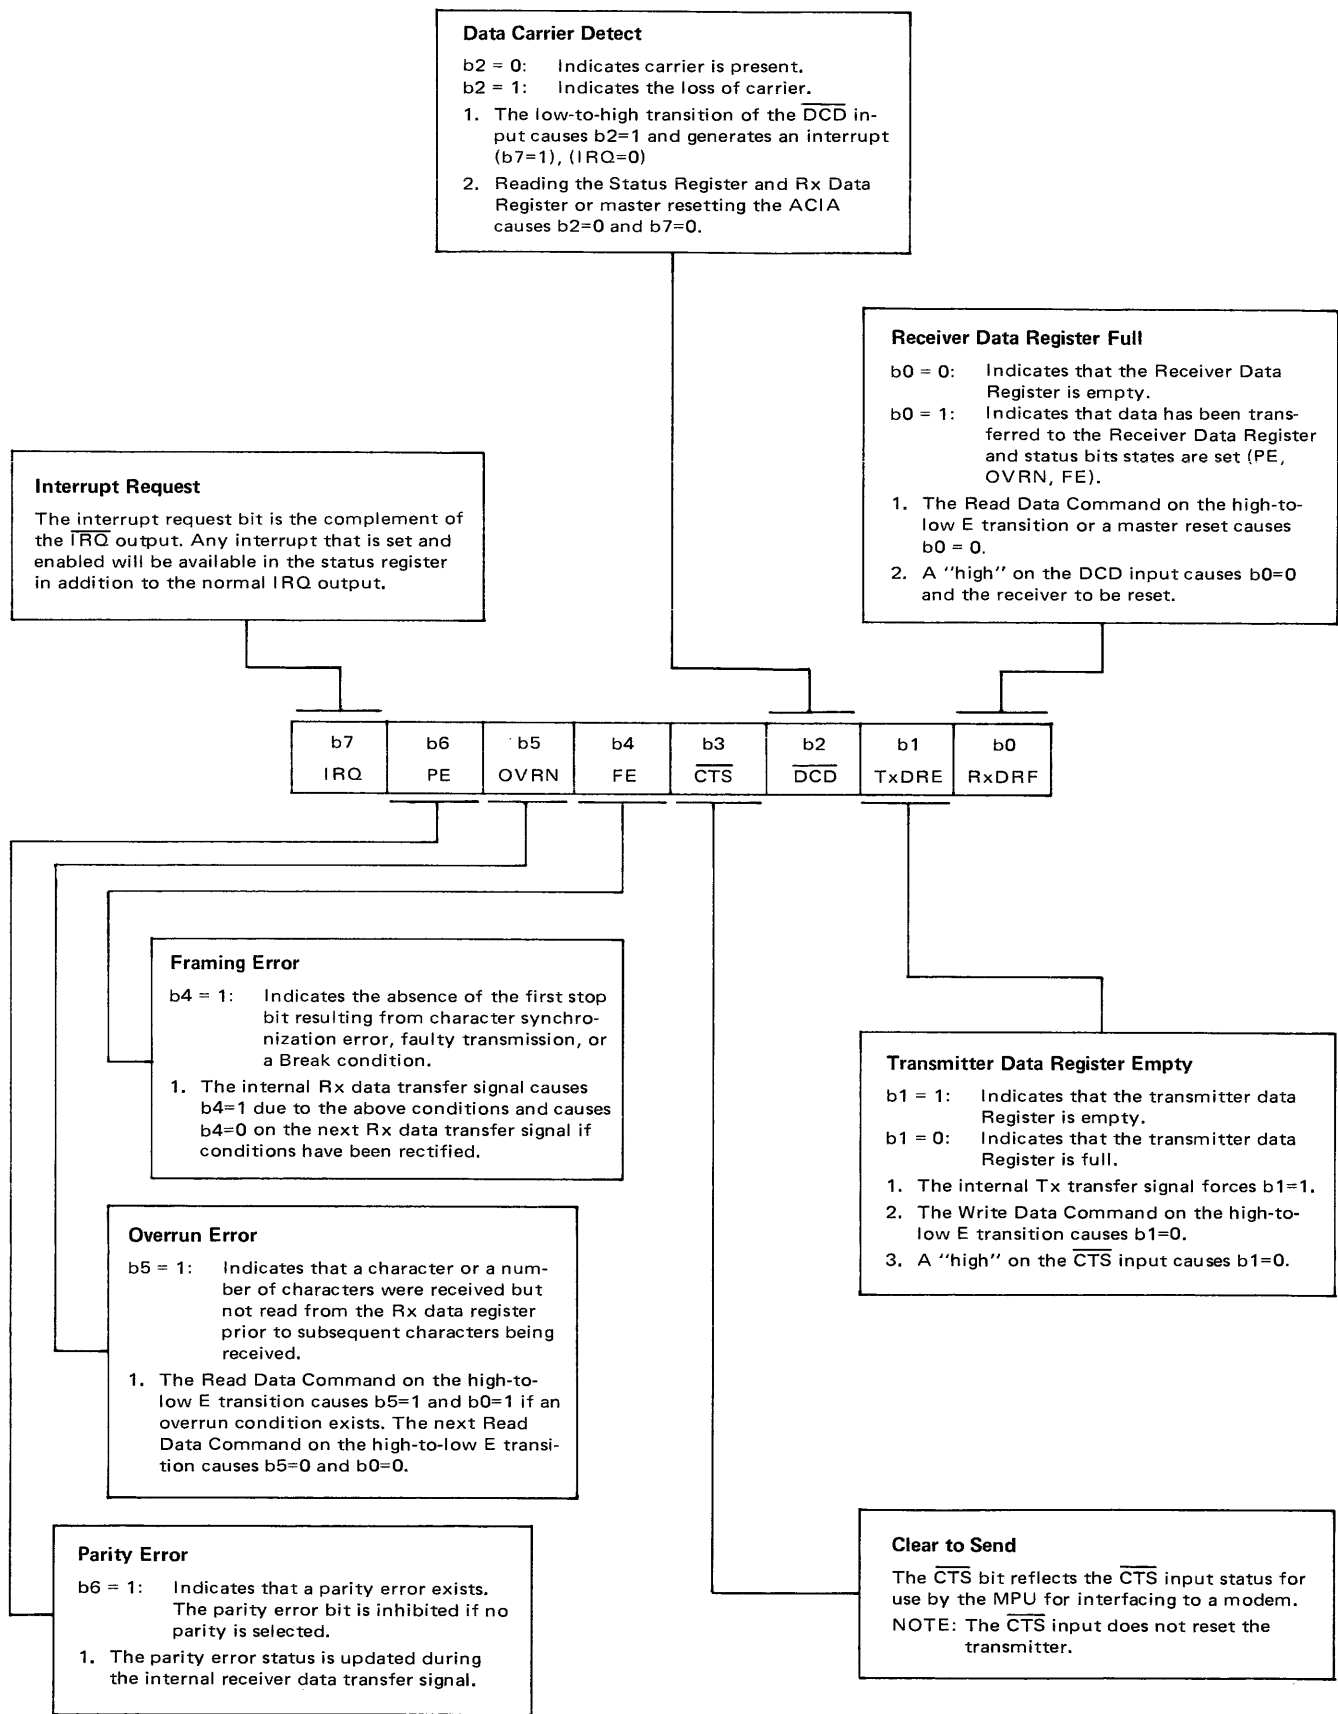 Data Carrier Detect
b2 = 0: Indicates carrier is present.
b2 = 1: Indicates the loss of carrier.
1. The low-to-high transition of the D̅C̅D̅ in-
put causes b2=1 and generates an interrupt
(b7=1), (IRQ=0)
2. Reading the Status Register and Rx Data
Register or master resetting the ACIA
causes b2=0 and b7=0.
Receiver Data Register Full
b0 = 0: Indicates that the Receiver Data
Register is empty.
b0 = 1: Indicates that data has been trans-
ferred to the Receiver Data Register
and status bits states are set (PE,
OVRN, FE).
1. The Read Data Command on the high-to-
low E transition or a master reset causes
b0 = 0.
2. A "high" on the DCD input causes b0=0
and the receiver to be reset.
Interrupt Request
The interrupt request bit is the complement of
the I̅R̅Q̅ output. Any interrupt that is set and
enabled will be available in the status register
in addition to the normal IRQ output.
b7 b6 b5 b4 b3 b2 b1 b0
IRQ PE OVRN FE C̅T̅S̅ D̅C̅D̅ TxDRE RxDRF
Framing Error
b4 = 1: Indicates the absence of the first stop
bit resulting from character synchro-
nization error, faulty transmission, or
a Break condition.
1. The internal Rx data transfer signal causes
b4=1 due to the above conditions and causes
b4=0 on the next Rx data transfer signal if
conditions have been rectified.
Transmitter Data Register Empty
b1 = 1: Indicates that the transmitter data
Register is empty.
b1 = 0: Indicates that the transmitter data
Register is full.
1. The internal Tx transfer signal forces b1=1.
2. The Write Data Command on the high-to-
low E transition causes b1=0.
3. A "high" on the C̅T̅S̅ input causes b1=0.
Overrun Error
b5 = 1: Indicates that a character or a num-
ber of characters were received but
not read from the Rx data register
prior to subsequent characters being
received.
1. The Read Data Command on the high-to-
low E transition causes b5=1 and b0=1 if an
overrun condition exists. The next Read
Data Command on the high-to-low E transi-
tion causes b5=0 and b0=0.
Parity Error
b6 = 1: Indicates that a parity error exists.
The parity error bit is inhibited if no
parity is selected.
1. The parity error status is updated during
the internal receiver data transfer signal.
Clear to Send
The C̅T̅S̅ bit reflects the C̅T̅S̅ input status for
use by the MPU for interfacing to a modem.
NOTE: The C̅T̅S̅ input does not reset the
transmitter.